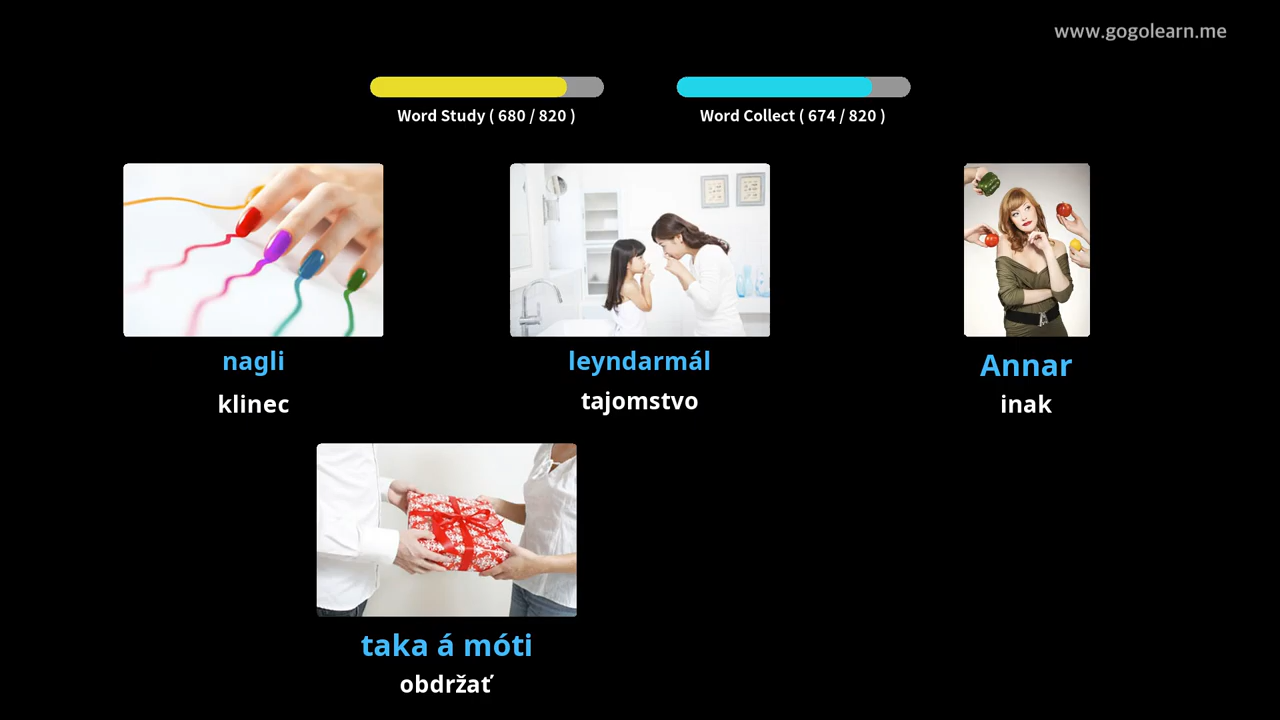 www.gogolearn.me
Word Study ( 680 / 820 )
Word Collect ( 674 / 820 )
nagli
klinec
leyndarmál
tajomstvo
Annar
inak
taka á móti
obdržať